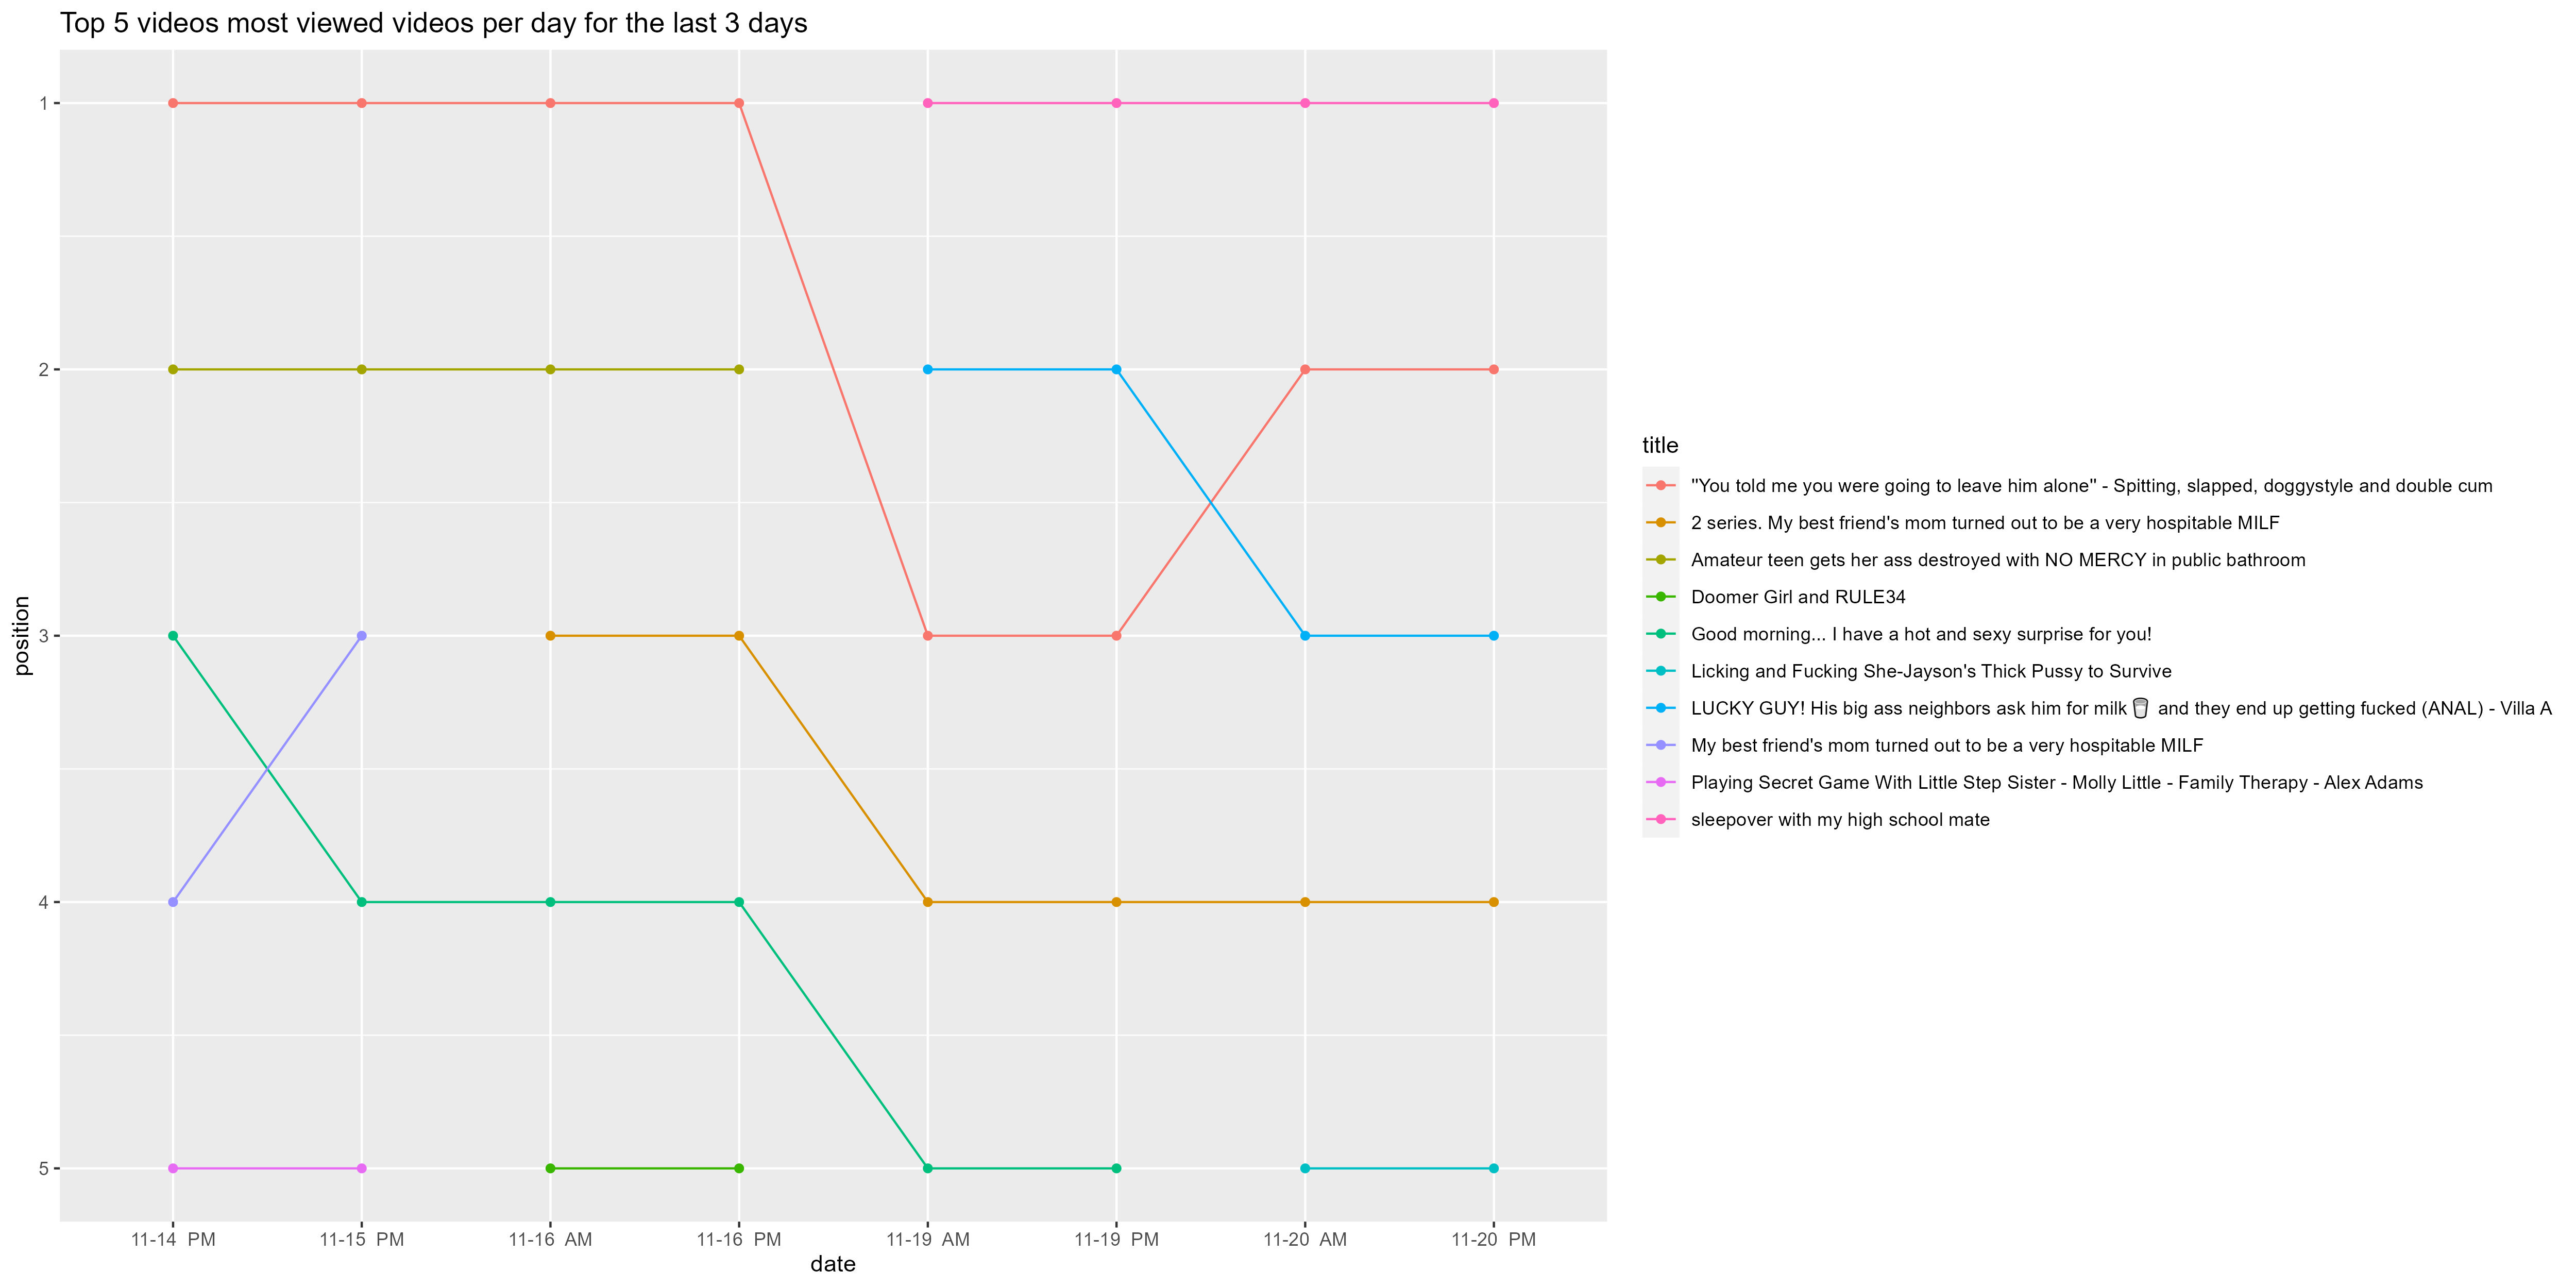 Top 5 videos most viewed videos per day for the last 3 days
1
2
3
4
5
position
11-14 PM
11-15 PM
11-16 AM
11-16 PM
11-19 AM
11-19 PM
11-20 AM
11-20 PM
date
title
"You told me you were going to leave him alone" - Spitting, slapped, doggystyle and double cum
2 series. My best friend's mom turned out to be a very hospitable MILF
Amateur teen gets her ass destroyed with NO MERCY in public bathroom
Doomer Girl and RULE34
Good morning... I have a hot and sexy surprise for you!
Licking and Fucking She-Jayson's Thick Pussy to Survive
LUCKY GUY! His big ass neighbors ask him for milk 🥛 and they end up getting fucked (ANAL) - Villa A
My best friend's mom turned out to be a very hospitable MILF
Playing Secret Game With Little Step Sister - Molly Little - Family Therapy - Alex Adams
sleepover with my high school mate